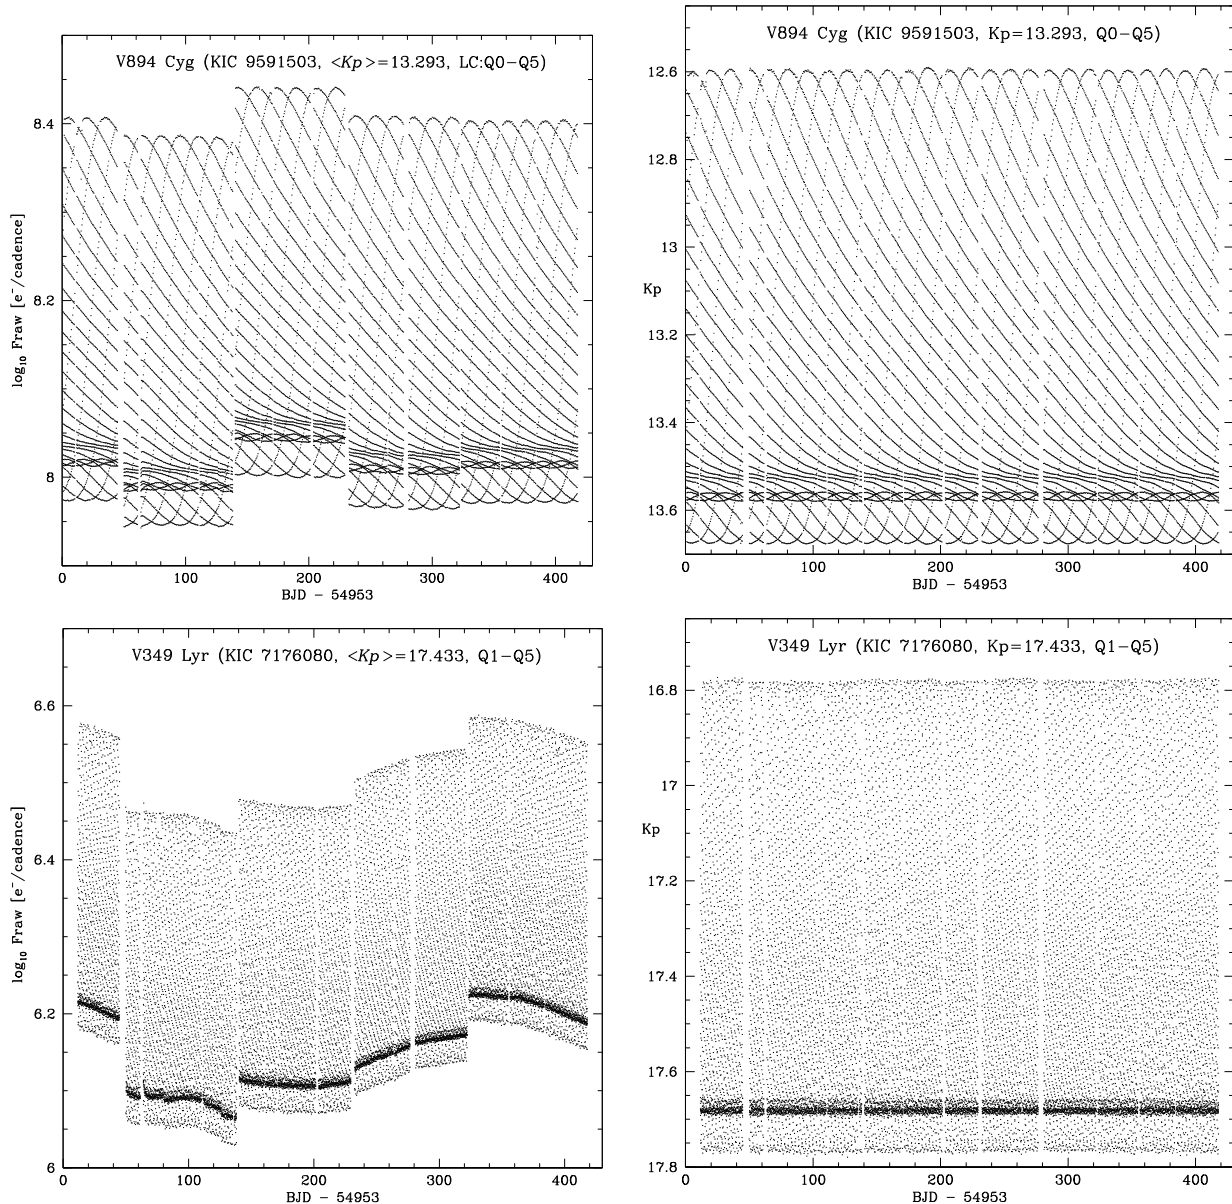 V894 Cyg (KIC 9591503, <Kp>=13.293, LC:Q0−Q5)
log₁₀ Fraw [e⁻/cadence]
8.4
8.2
8
0 100 200 300 400
BJD − 54953
V894 Cyg (KIC 9591503, Kp=13.293, Q0−Q5)
Kp
12.6
12.8
13
13.2
13.4
13.6
0 100 200 300 400
BJD − 54953
V349 Lyr (KIC 7176080, <Kp>=17.433, Q1−Q5)
log₁₀ Fraw [e⁻/cadence]
6.6
6.4
6.2
6
0 100 200 300 400
BJD − 54953
V349 Lyr (KIC 7176080, Kp=17.433, Q1−Q5)
Kp
16.8
17
17.2
17.4
17.6
17.8
0 100 200 300 400
BJD − 54953